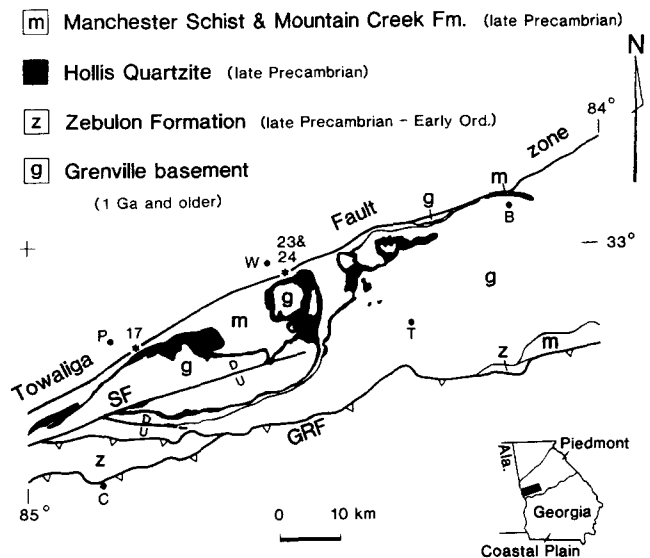 m Manchester Schist & Mountain Creek Fm. (late Precambrian)
Hollis Quartzite (late Precambrian)
z Zebulon Formation (late Precambrian - Early Ord.)
g Grenville basement
(1 Ga and older)
N
84°
zone
m
g
B
Fault
33°
23&
24
W
g
g
m
P
17
T
g
D
U
z
m
Towaliga
SF
D
U
GRF
z
C
85°
0 10 km
Ala.
Piedmont
Georgia
Coastal Plain